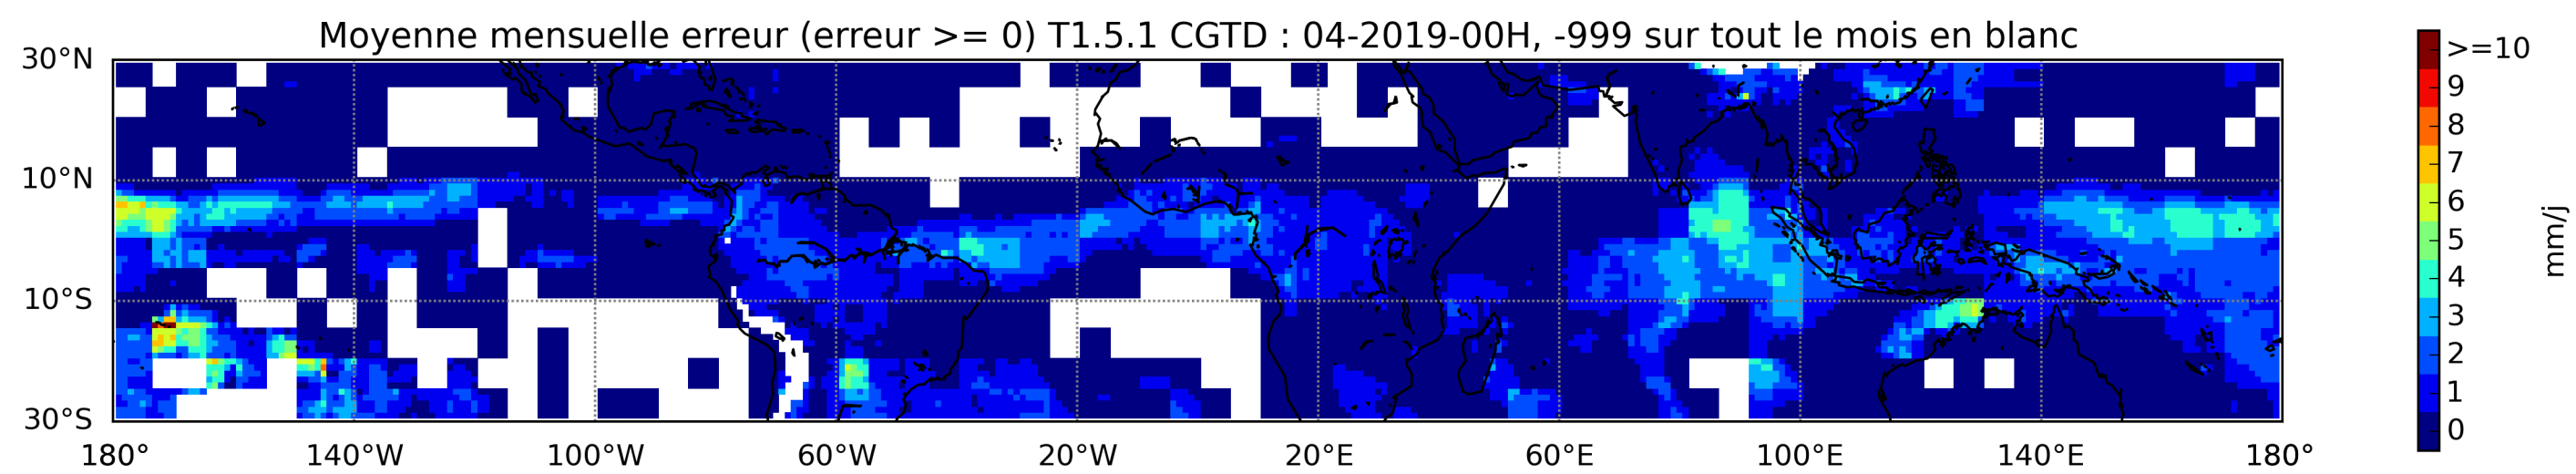 Moyenne mensuelle erreur (erreur >= 0) T1.5.1 CGTD : 04-2019-00H, -999 sur tout le mois en blanc
30°N
10°N
10°S
30°S
180° 140°W 100°W 60°W 20°W 20°E 60°E 100°E 140°E 180°
>=10
9
8
7
6
5
4
3
2
1
0
mm/j